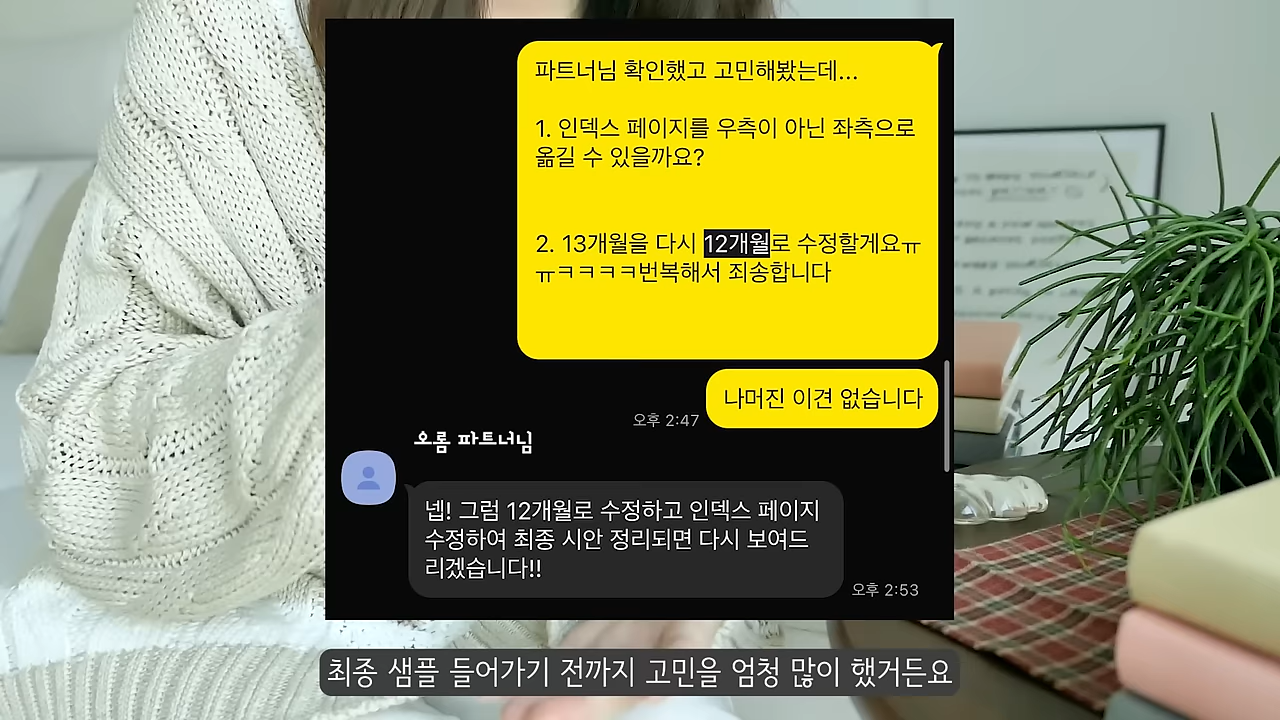 파트너님 확인했고 고민해봤는데...
1. 인덱스 페이지를 우측이 아닌 좌측으로
옮길 수 있을까요?
2. 13개월을 다시 12개월로 수정할게요ㅠ
ㅠㅋㅋㅋㅋ번복해서 죄송합니다
나머진 이견 없습니다
오후 2:47
오롬 파트너님
넵! 그럼 12개월로 수정하고 인덱스 페이지
수정하여 최종 시안 정리되면 다시 보여드
리겠습니다!!
오후 2:53
최종 샘플 들어가기 전까지 고민을 엄청 많이 했거든요